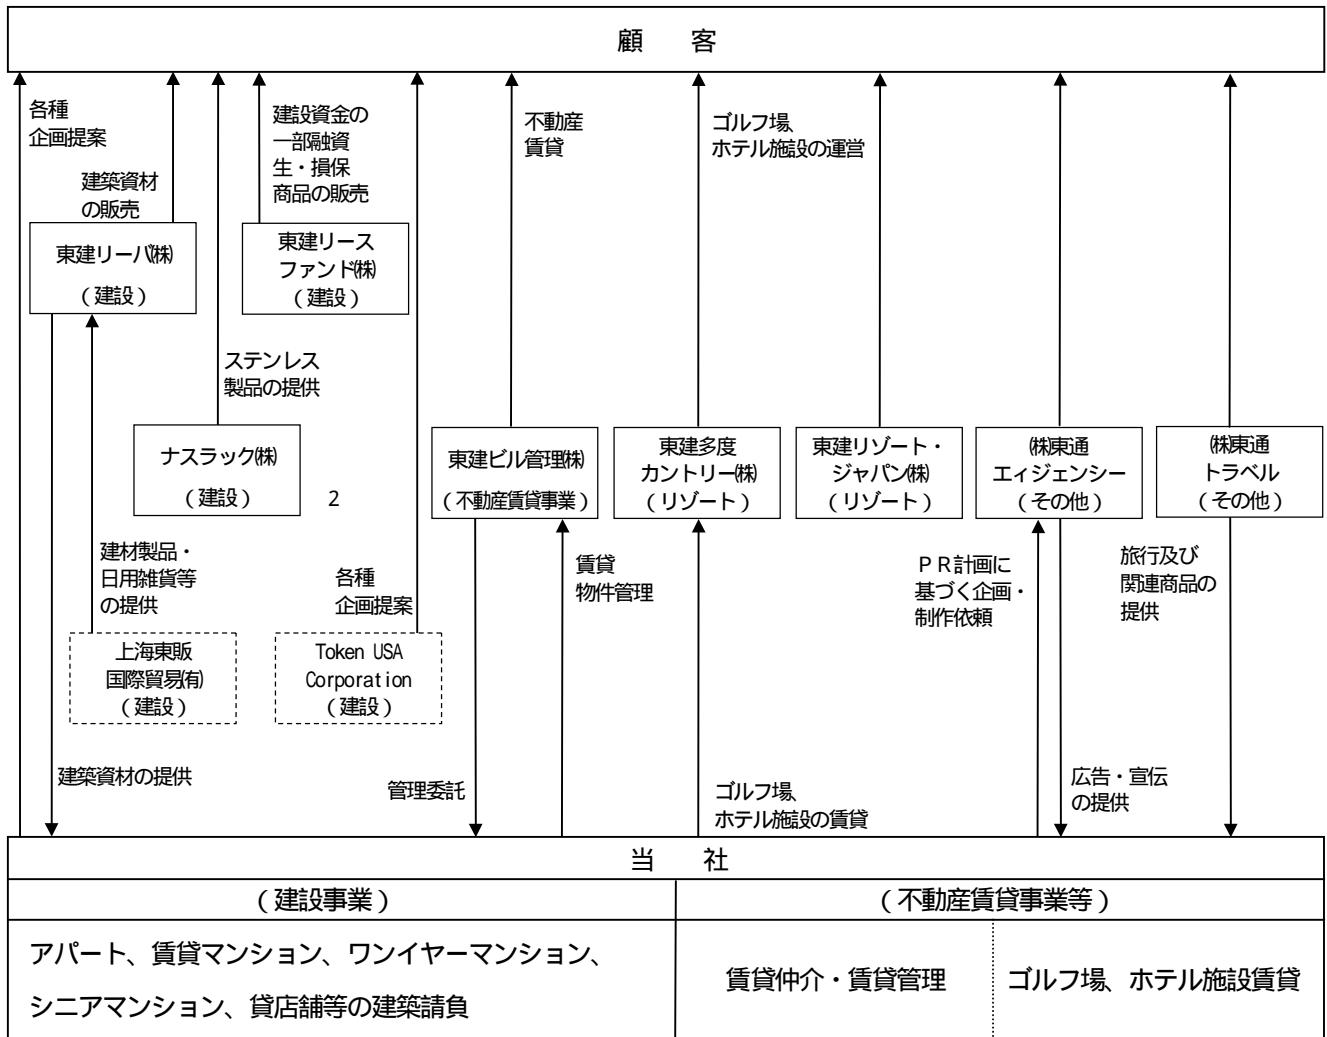 顧　客
各種
企画提案
建築資材
の販売
建設資金の
一部融資
生・損保
商品の販売
不動産
賃貸
ゴルフ場、
ホテル施設の運営
東建リーバ㈱
（建設）
東建リース
ファンド㈱
（建設）
ステンレス
製品の提供
ナスラック㈱
（建設）
2
東建ビル管理㈱
（不動産賃貸事業）
東建多度
カントリー㈱
（リゾート）
東建リゾート・
ジャパン㈱
（リゾート）
㈱東通
エィジェンシー
（その他）
㈱東通
トラベル
（その他）
建材製品・
日用雑貨等
の提供
各種
企画提案
賃貸
物件管理
ＰＲ計画に
基づく企画・
制作依頼
旅行及び
関連商品の
提供
上海東販
国際貿易㈲
（建設）
Token USA
Corporation
（建設）
建築資材の提供
管理委託
ゴルフ場、
ホテル施設の賃貸
広告・宣伝
の提供
当　社
（建設事業）
（不動産賃貸事業等）
アパート、賃貸マンション、ワンイヤーマンション、
シニアマンション、貸店舗等の建築請負
賃貸仲介・賃貸管理
ゴルフ場、ホテル施設賃貸